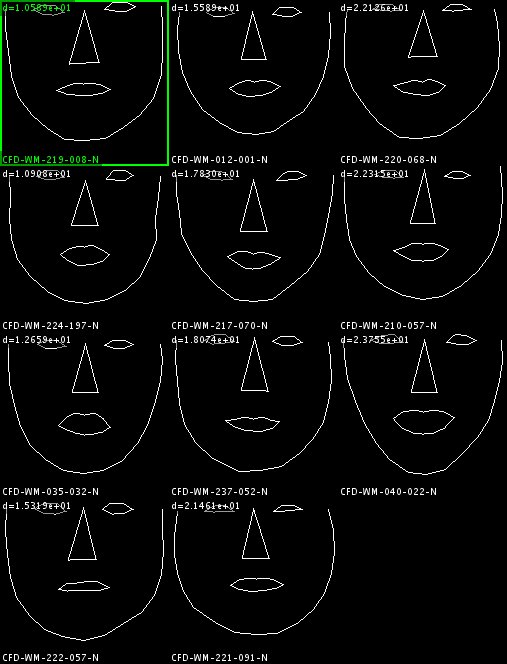 d=1.0589e+01
d=1.5589e+01
d=2.2126e+01
CFD-WM-219-008-N
CFD-WM-012-001-N
CFD-WM-220-068-N
d=1.0908e+01
d=1.7830e+01
d=2.2315e+01
CFD-WM-224-197-N
CFD-WM-217-070-N
CFD-WM-210-057-N
d=1.2659e+01
d=1.8074e+01
d=2.3755e+01
CFD-WM-035-032-N
CFD-WM-237-052-N
CFD-WM-040-022-N
d=1.5319e+01
d=2.1461e+01
CFD-WM-222-057-N
CFD-WM-221-091-N